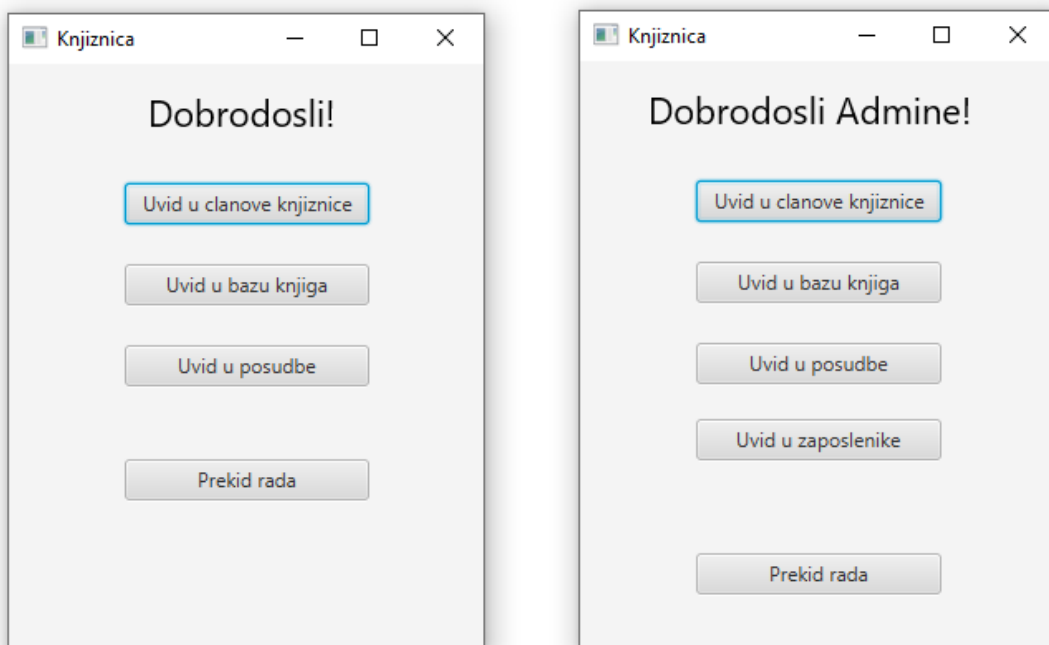 Knjiznica
Dobrodosli!
Uvid u clanove knjiznice
Uvid u bazu knjiga
Uvid u posudbe
Prekid rada
Knjiznica
Dobrodosli Admine!
Uvid u clanove knjiznice
Uvid u bazu knjiga
Uvid u posudbe
Uvid u zaposlenike
Prekid rada